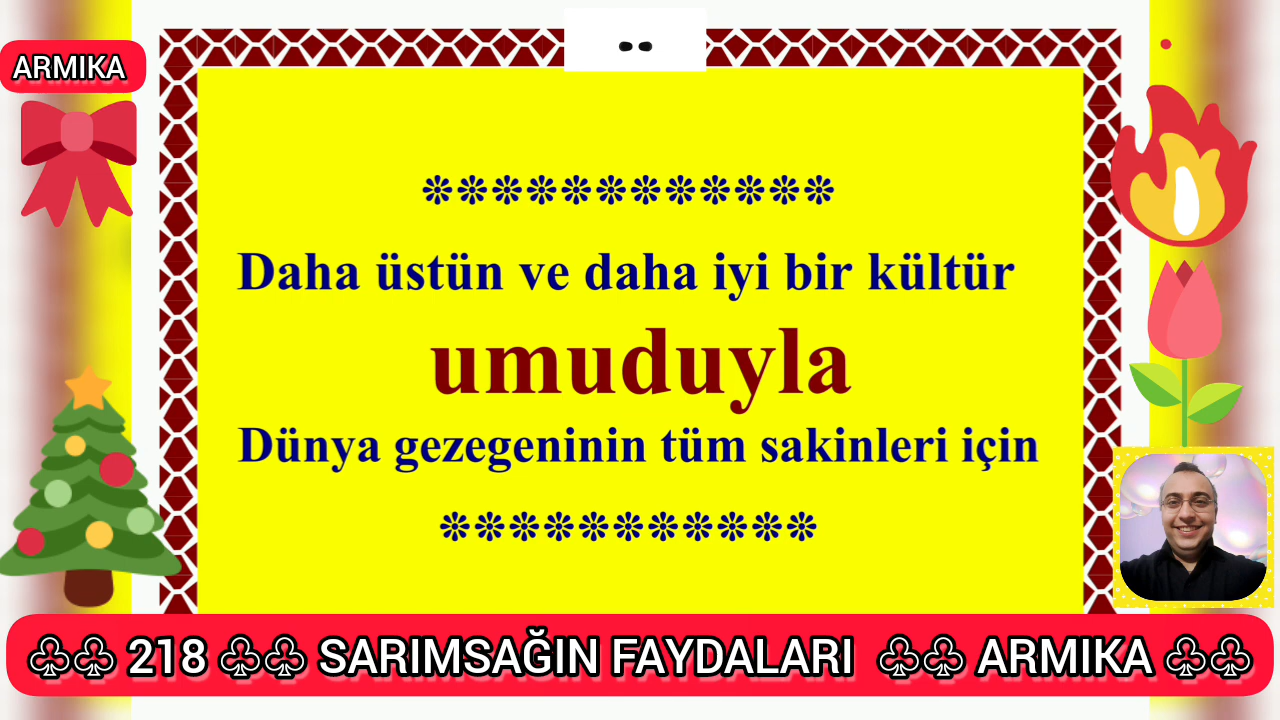 ARMIKA
Daha üstün ve daha iyi bir kültür
umuduyla
Dünya gezegeninin tüm sakinleri için
♧♧ 218 ♧♧ SARIMSAĞIN FAYDALARI ♧♧ ARMIKA ♧♧